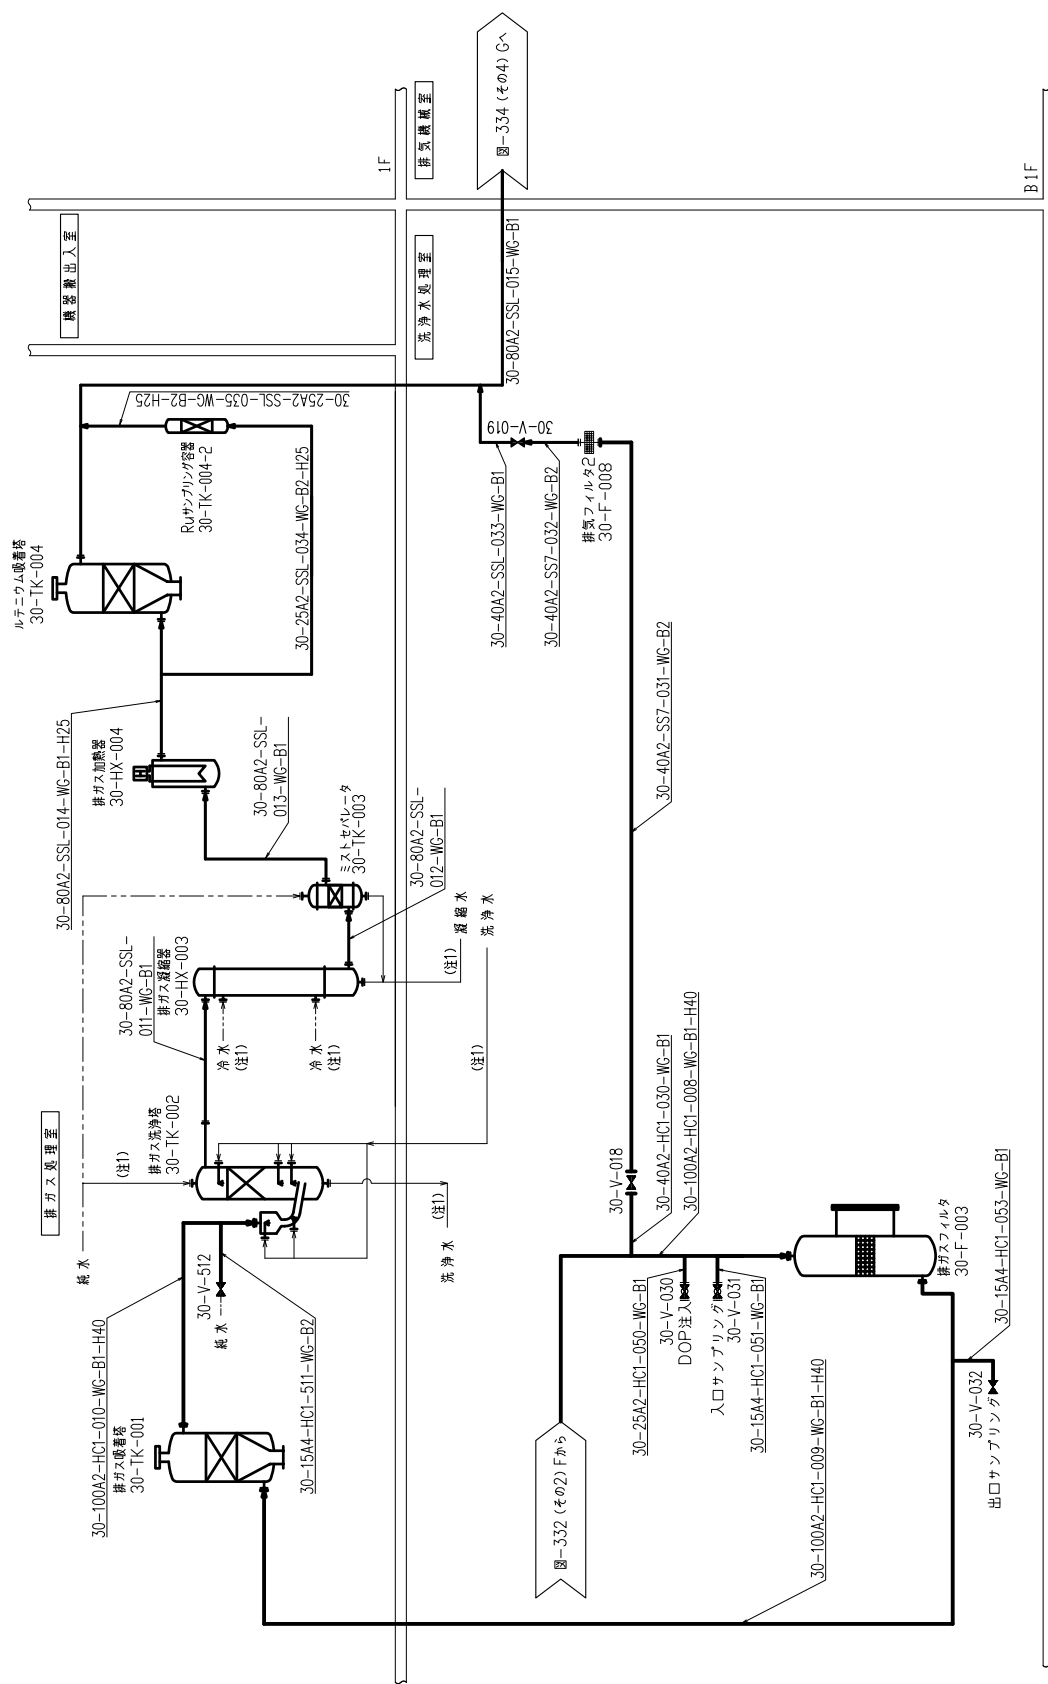 排ガス処理室
機器搬出入室
1F
排気機械室
洗浄水処理室
B1F
純水
30-100A2-HC1-010-WG-B1-H40
排ガス吸着塔
30-TK-001
30-V-512
純水
30-15A4-HC1-511-WG-B2
(注1)
排ガス洗浄塔
30-TK-002
洗浄水
(注1)
30-80A2-SSL-
011-WG-B1
排ガス凝縮器
30-HX-003
冷水
(注1)
冷水
(注1)
(注1)
凝縮水
(注1)
洗浄水
30-80A2-SSL-
012-WG-B1
ミストセパレータ
30-TK-003
30-80A2-SSL-
013-WG-B1
排ガス加熱器
30-HX-004
30-80A2-SSL-014-WG-B1-H25
ルテニウム吸着塔
30-TK-004
30-25A2-SSL-034-WG-B2-H25
Ruサンプリング容器
30-TK-004-2
30-25A2-SSL-035-WG-B2-H25
30-80A2-SSL-015-WG-B1
図-334 (その4) Gへ
30-V-019
30-40A2-SSL-033-WG-B1
30-40A2-SS7-032-WG-B2
排気フィルタ2
30-F-008
30-40A2-SS7-031-WG-B2
30-V-018
30-40A2-HC1-030-WG-B1
30-100A2-HC1-008-WG-B1-H40
図-332 (その2) Fから
30-25A2-HC1-050-WG-B1
30-V-030
DOP注入
入口サンプリング
30-V-031
30-15A4-HC1-051-WG-B1
30-100A2-HC1-009-WG-B1-H40
排ガスフィルタ
30-F-003
30-15A4-HC1-053-WG-B1
30-V-032
出口サンプリング